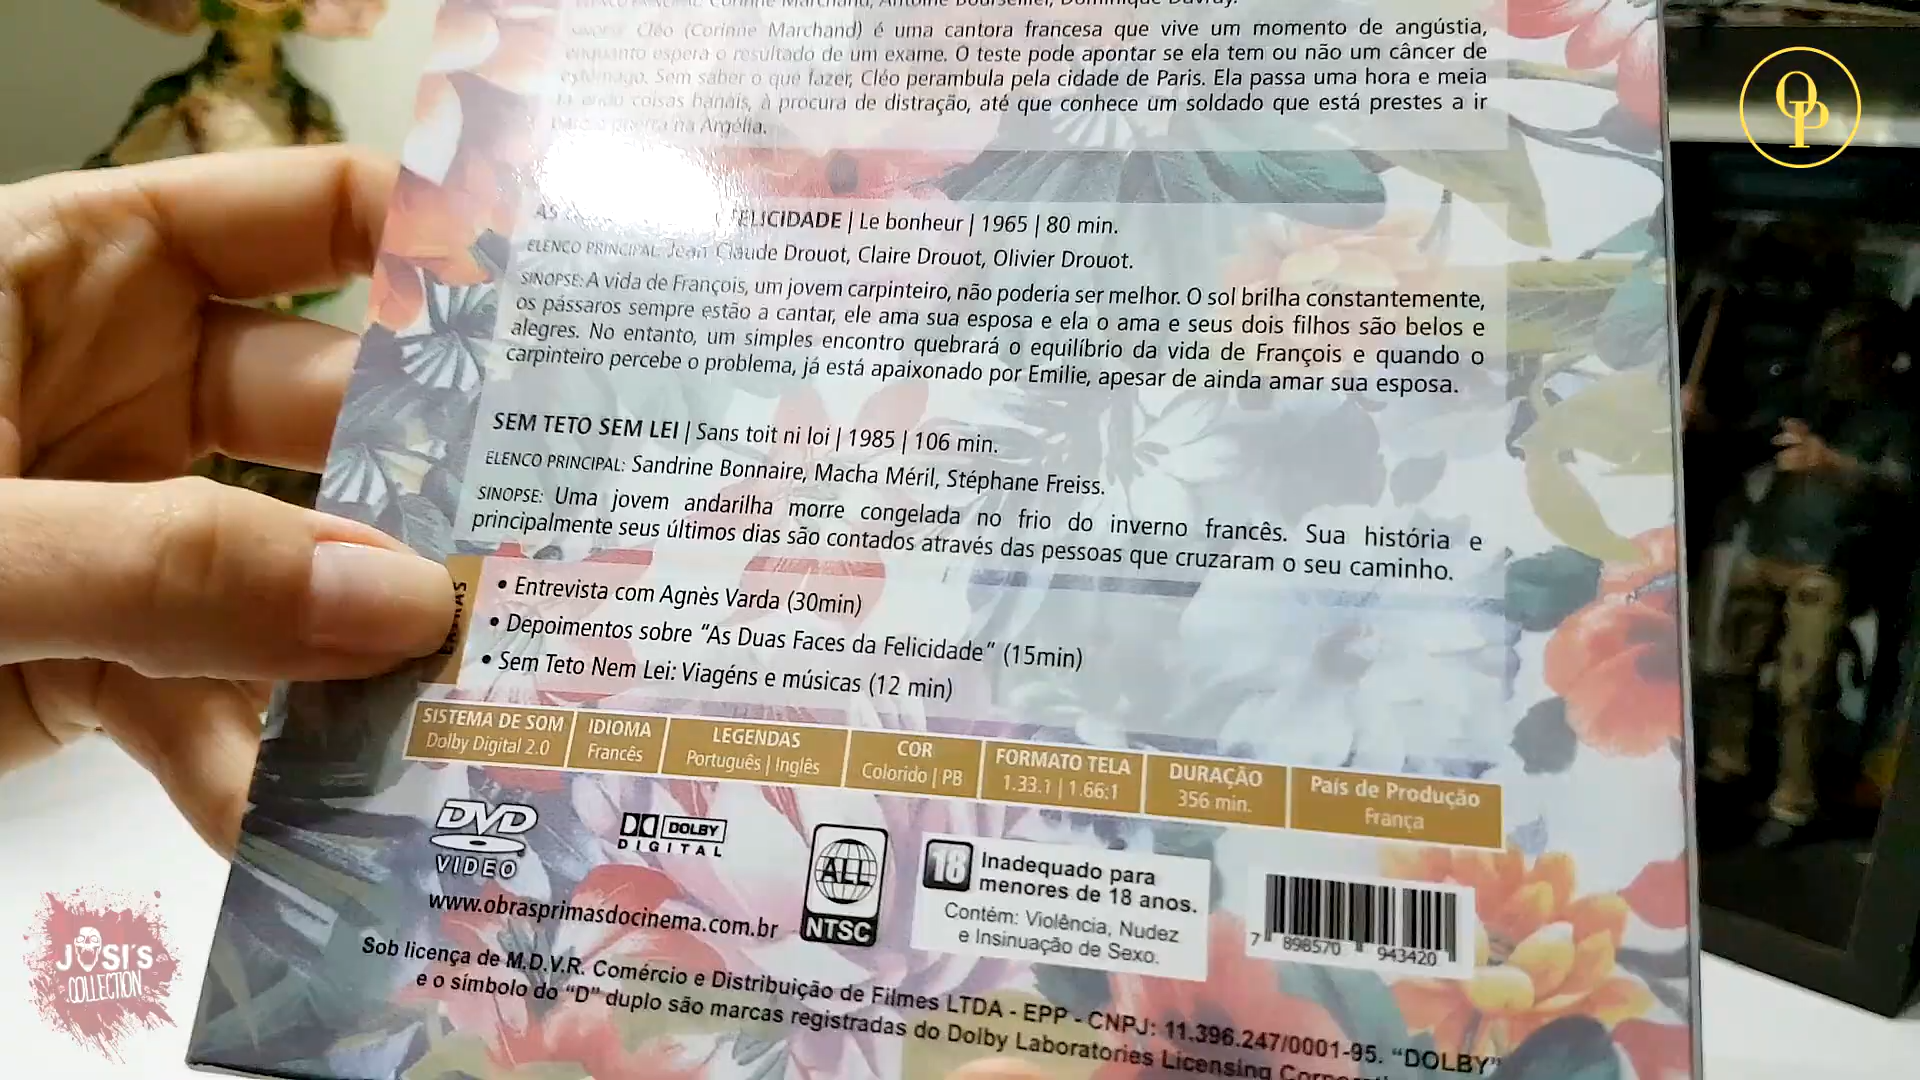 Cléo (Corinne Marchand) é uma cantora francesa que vive um momento de angústia,
enquanto espera o resultado de um exame. O teste pode apontar se ela tem ou não um câncer de
estômago. Sem saber o que fazer, Cléo perambula pela cidade de Paris. Ela passa uma hora e meia
coisas banais, à procura de distração, até que conhece um soldado que está prestes a ir
na Argélia.
AS FELICIDADE | Le bonheur | 1965 | 80 min.
ELENCO PRINCIPAL: Jean Claude Drouot, Claire Drouot, Olivier Drouot.
SINOPSE: A vida de François, um jovem carpinteiro, não poderia ser melhor. O sol brilha constantemente,
os pássaros sempre estão a cantar, ele ama sua esposa e ela o ama e seus dois filhos são belos e
alegres. No entanto, um simples encontro quebrará o equilíbrio da vida de François e quando o
carpinteiro percebe o problema, já está apaixonado por Emilie, apesar de ainda amar sua esposa.
SEM TETO SEM LEI | Sans toit ni loi | 1985 | 106 min.
ELENCO PRINCIPAL: Sandrine Bonnaire, Macha Méril, Stéphane Freiss.
SINOPSE: Uma jovem andarilha morre congelada no frio do inverno francês. Sua história e
principalmente seus últimos dias são contados através das pessoas que cruzaram o seu caminho.
• Entrevista com Agnès Varda (30min)
• Depoimentos sobre “As Duas Faces da Felicidade” (15min)
• Sem Teto Nem Lei: Viagéns e músicas (12 min)
SISTEMA DE SOM IDIOMA LEGENDAS COR FORMATO TELA DURAÇÃO País de Produção
Dolby Digital 2.0 Francês Português | Inglês Colorido | PB 1.33.1 | 1.66:1 356 min. França
DVD
VIDEO
DOLBY
DIGITAL
ALL
NTSC
18 Inadequado para
menores de 18 anos.
Contém: Violência, Nudez
e Insinuação de Sexo.
7 898570 943420
www.obrasprimasdocinema.com.br
Sob licença de M.D.V.R. Comércio e Distribuição de Filmes LTDA - EPP - CNPJ: 11.396.247/0001-95. “DOLBY”
e o símbolo do “D” duplo são marcas registradas do Dolby Laboratories Licensing
JOSI'S
COLLECTION